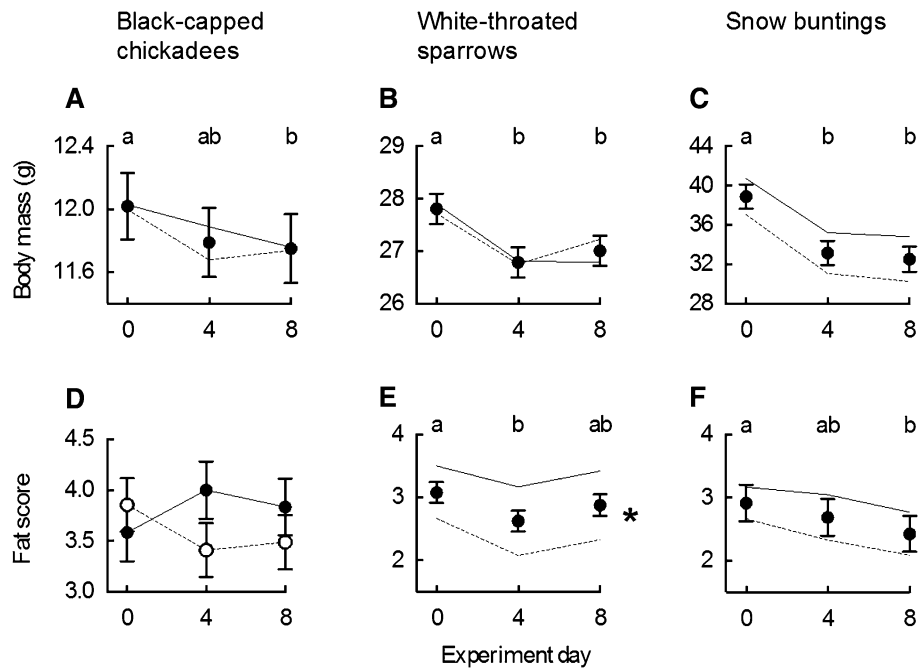 Black-capped chickadees
White-throated sparrows
Snow buntings
A
B
C
a ab b
a b b
a b b
Body mass (g)
12.4
12.0
11.6
0 4 8
29
28
27
26
0 4 8
44
40
36
32
28
0 4 8
D
E
F
a b ab
a ab b
Fat score
4.5
4.0
3.5
3.0
0 4 8
4
3
2
*
0 4 8
4
3
2
0 4 8
Experiment day